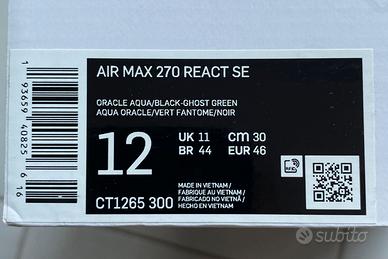 AIR MAX 270 REACT SE
ORACLE AQUA/BLACK-GHOST GREEN
AQUA ORACLE/VERT FANTOME/NOIR
12
UK 11 CM 30
BR 44 EUR 46
MADE IN VIETNAM/
FABRIQUE AU VIETNAM/
FABRICADO NO VIETNÃ/
HECHO EN VIETNAM
CT1265 300
1 93659 40825 6 16
subito